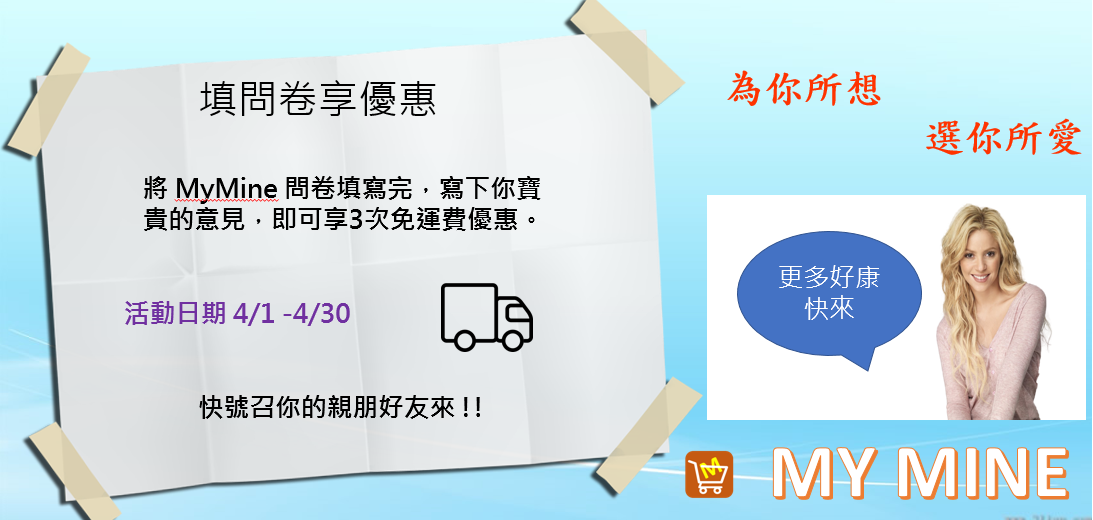 填問卷享優惠
將 MyMine 問卷填寫完，寫下你寶
貴的意見，即可享3次免運費優惠。
活動日期 4/1 -4/30
快號召你的親朋好友來 ! !
為你所想
選你所愛
更多好康
快來
MY MINE